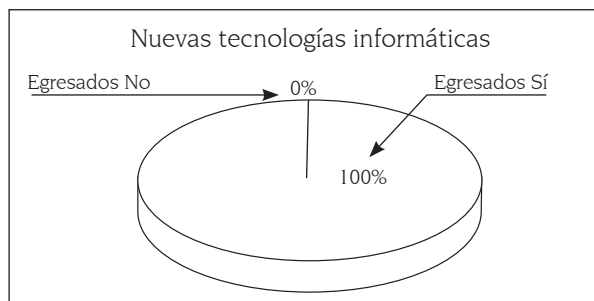 Nuevas tecnologías informáticas
Egresados No
0%
Egresados Sí
100%